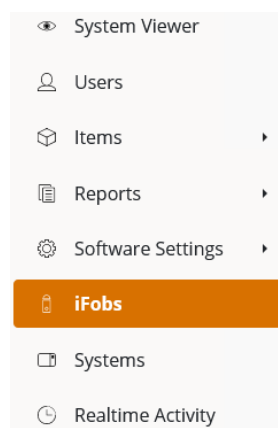 System Viewer
Users
Items
Reports
Software Settings
iFobs
Systems
Realtime Activity